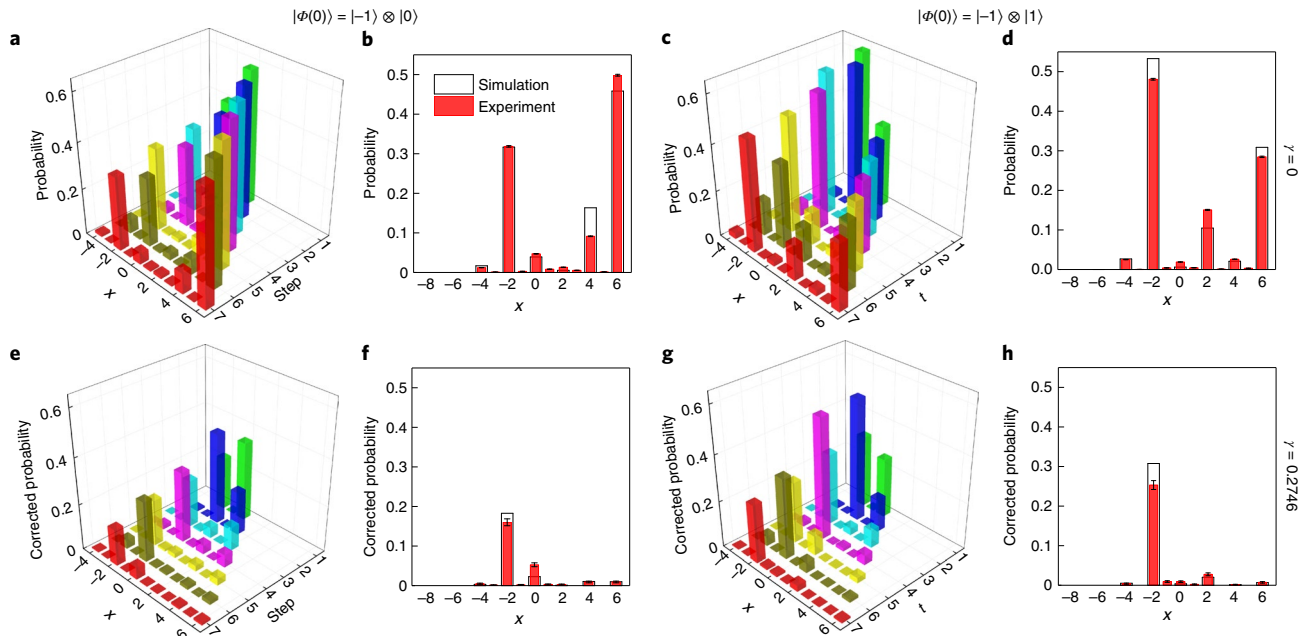 |Φ(0)⟩ = |−1⟩ ⊗ |0⟩
|Φ(0)⟩ = |−1⟩ ⊗ |1⟩
a
Probability
0.6
0.4
0.2
0
−4
−2
0
2
4
6
x
7
6
5
4
3
2
1
Step
b
Probability
0.5
0.4
0.3
0.2
0.1
0
Simulation
Experiment
−8 −6 −4 −2 0 2 4 6
x
c
Probability
0.6
0.4
0.2
0
−4
−2
0
2
4
6
x
7
6
5
4
3
2
1
t
d
Probability
0.5
0.4
0.3
0.2
0.1
0.0
−8 −6 −4 −2 0 2 4 6
x
γ = 0
e
Corrected probability
0.6
0.4
0.2
0
−4
−2
0
2
4
6
x
7
6
5
4
3
2
1
Step
f
Corrected probability
0.5
0.4
0.3
0.2
0.1
0
−8 −6 −4 −2 0 2 4 6
x
g
Corrected probability
0.6
0.4
0.2
0
−4
−2
0
2
4
6
x
7
6
5
4
3
2
1
t
h
Corrected probability
0.5
0.4
0.3
0.2
0.1
0
−8 −6 −4 −2 0 2 4 6
x
γ = 0.2746